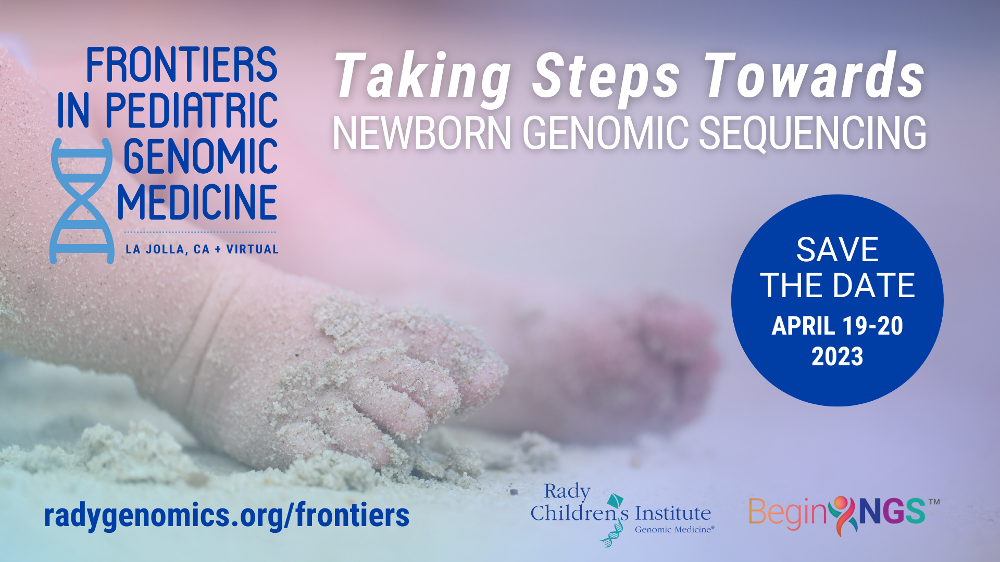 FRONTIERS
IN PEDIATRIC
GENOMIC
MEDICINE
LA JOLLA, CA + VIRTUAL
Taking Steps Towards
NEWBORN GENOMIC SEQUENCING
SAVE
THE DATE
APRIL 19-20
2023
radygenomics.org/frontiers
Rady
Children's Institute
Genomic Medicine®
BeginNGS™